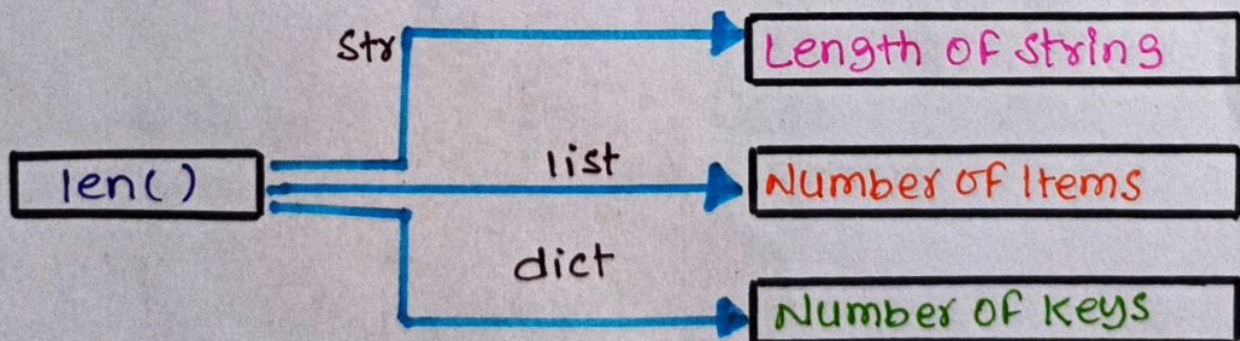 Str
Length of string
len()
list
Number of Items
dict
Number of keys